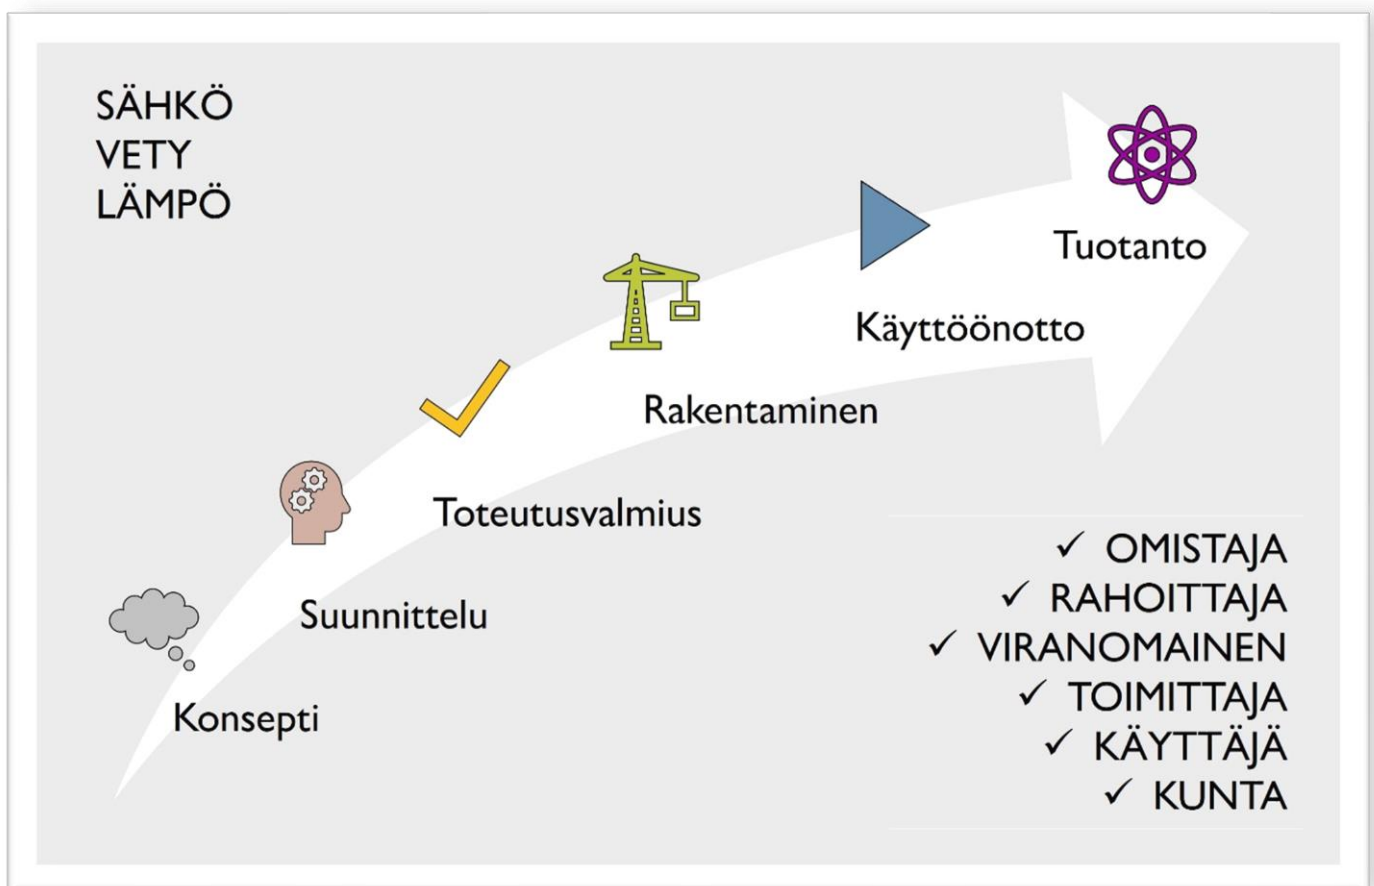 SÄHKÖ
VETY
LÄMPÖ
Tuotanto
Käyttöönotto
Rakentaminen
Toteutusvalmius
Suunnittelu
Konsepti
✓ OMISTAJA
✓ RAHOITTAJA
✓ VIRANOMAINEN
✓ TOIMITTAJA
✓ KÄYTTÄJÄ
✓ KUNTA